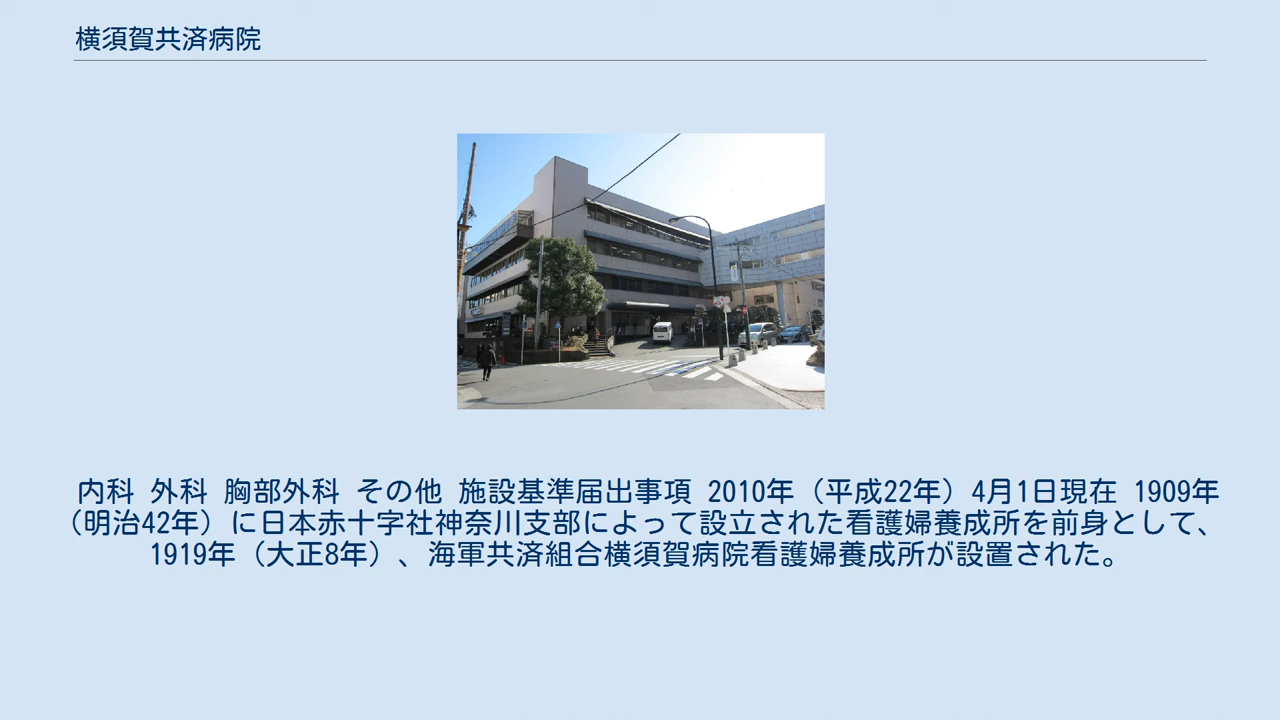 横須賀共済病院
内科 外科 胸部外科 その他 施設基準届出事項 2010年（平成22年）4月1日現在 1909年
（明治42年）に日本赤十字社神奈川支部によって設立された看護婦養成所を前身として、
1919年（大正8年）、海軍共済組合横須賀病院看護婦養成所が設置された。